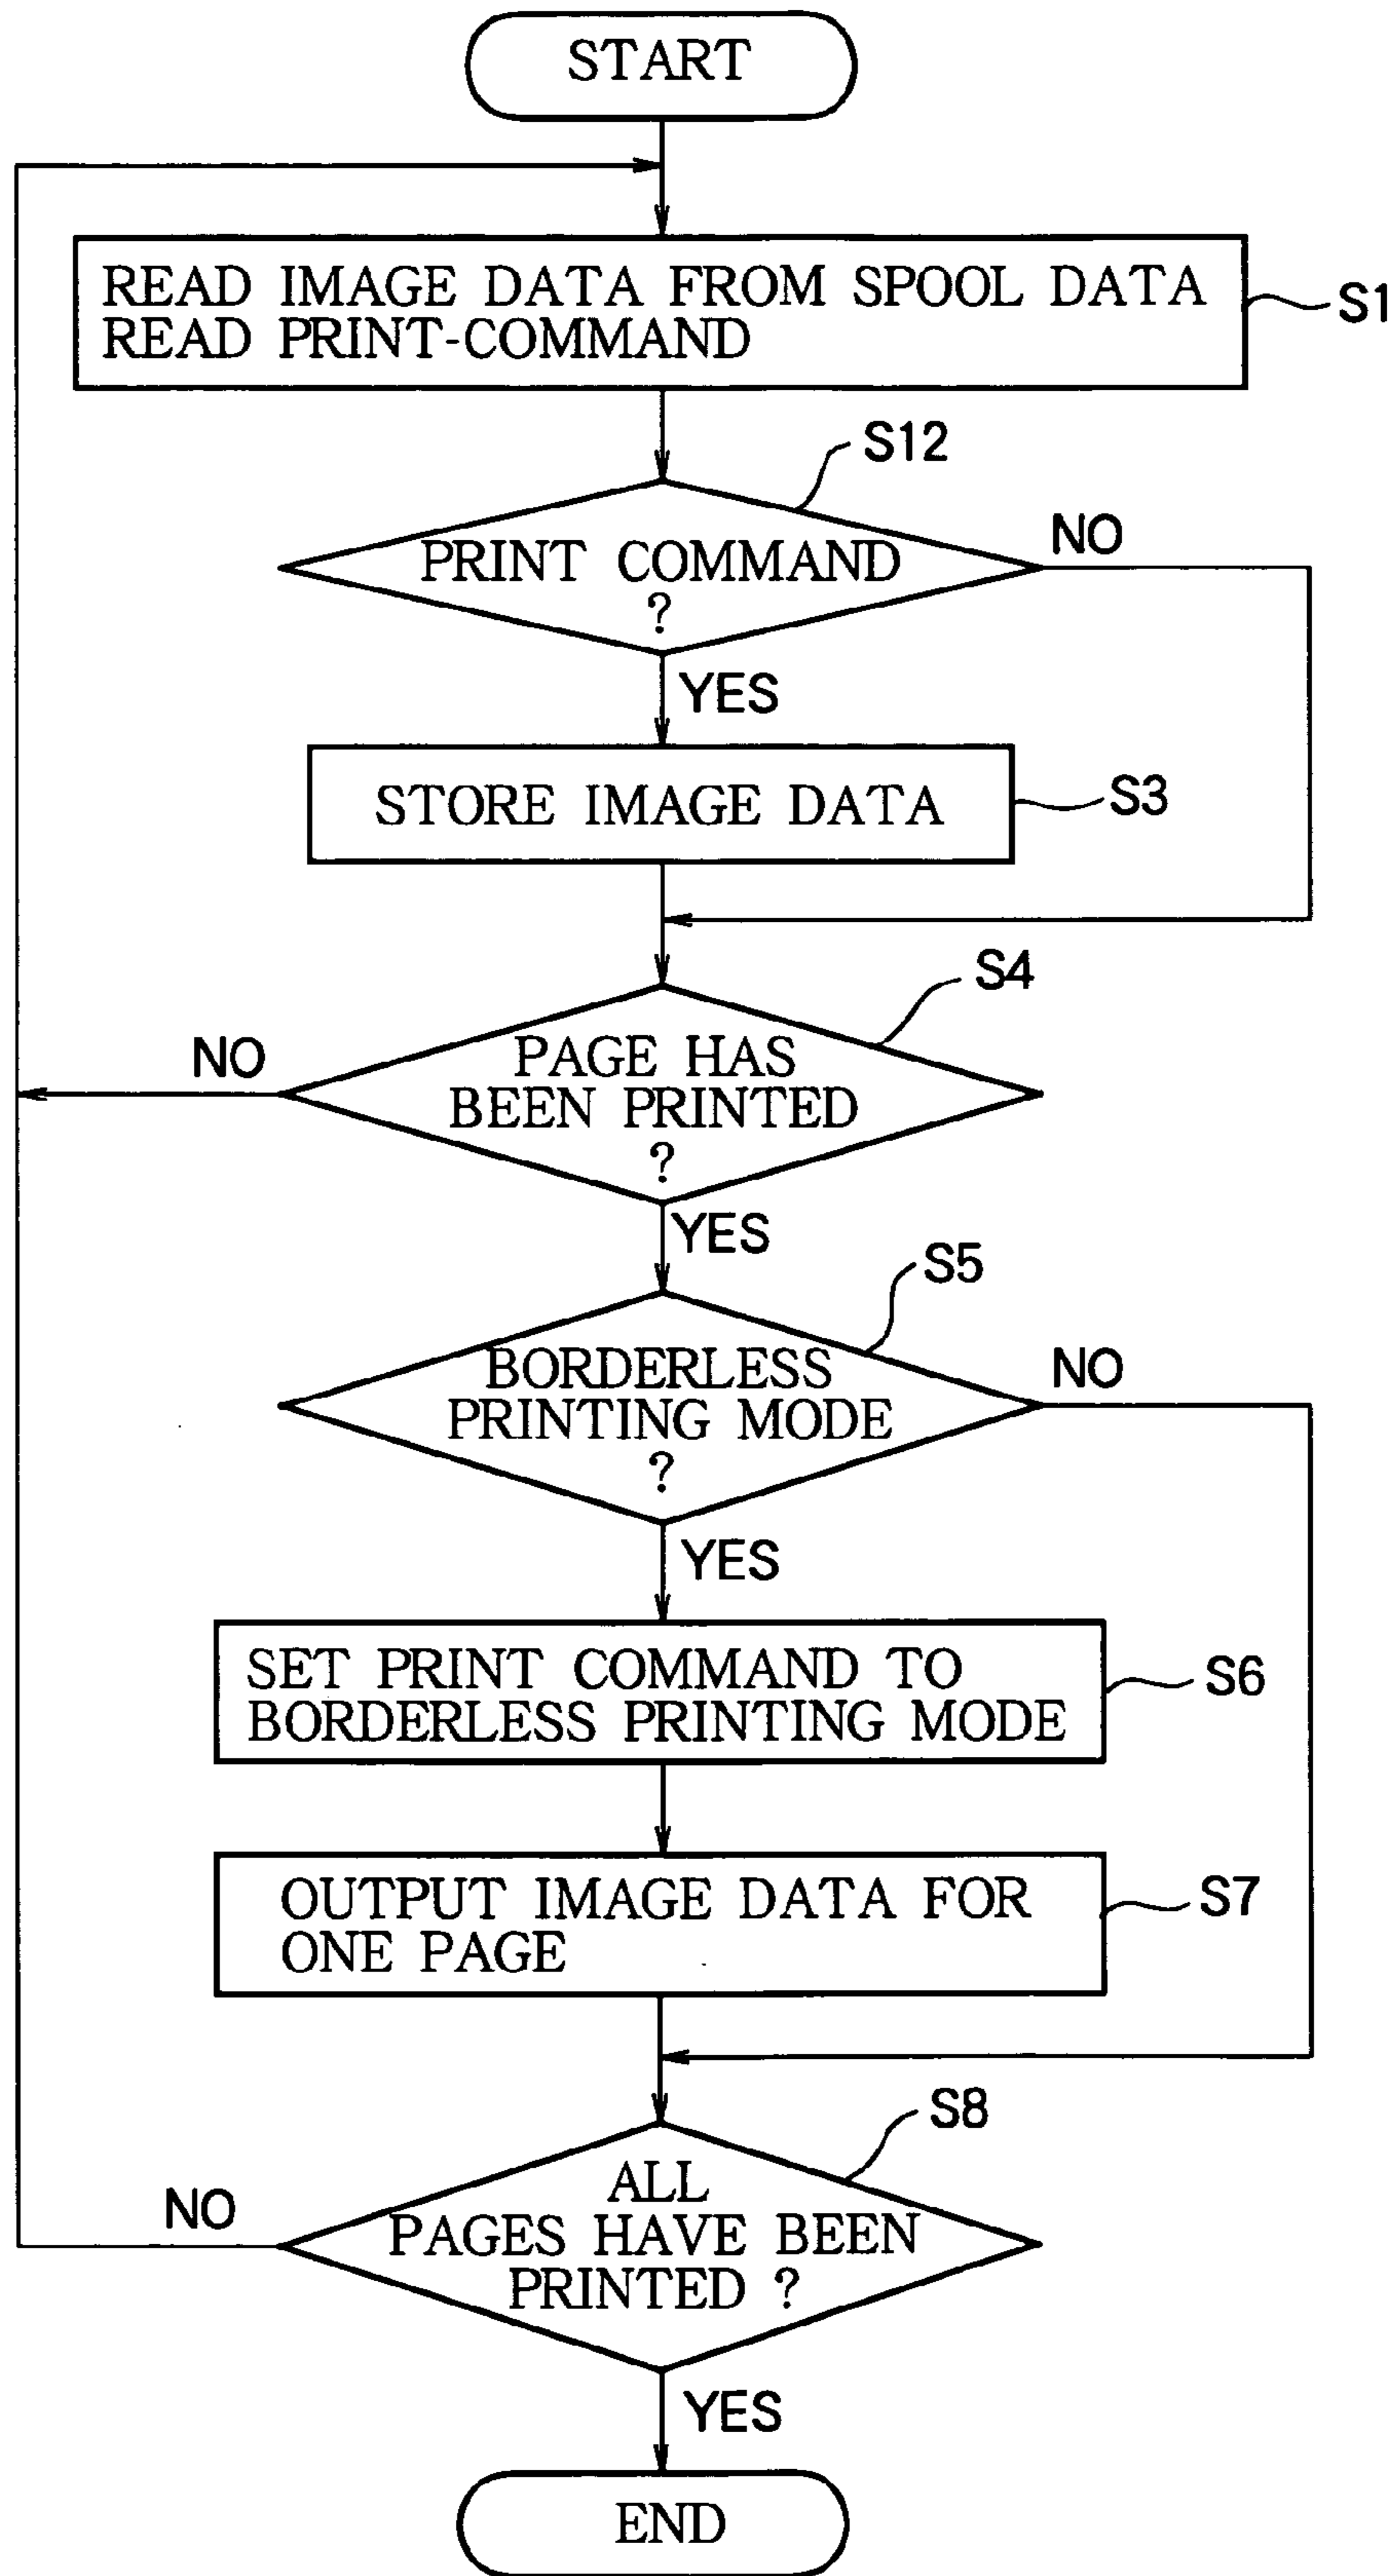 START
READ IMAGE DATA FROM SPOOL DATA
READ PRINT-COMMAND
S1
S12
PRINT COMMAND
?
NO
YES
STORE IMAGE DATA
S3
S4
PAGE HAS
BEEN PRINTED
?
NO
YES
S5
BORDERLESS
PRINTING MODE
?
NO
YES
SET PRINT COMMAND TO
BORDERLESS PRINTING MODE
S6
OUTPUT IMAGE DATA FOR
ONE PAGE
S7
S8
ALL
PAGES HAVE BEEN
PRINTED ?
NO
YES
END